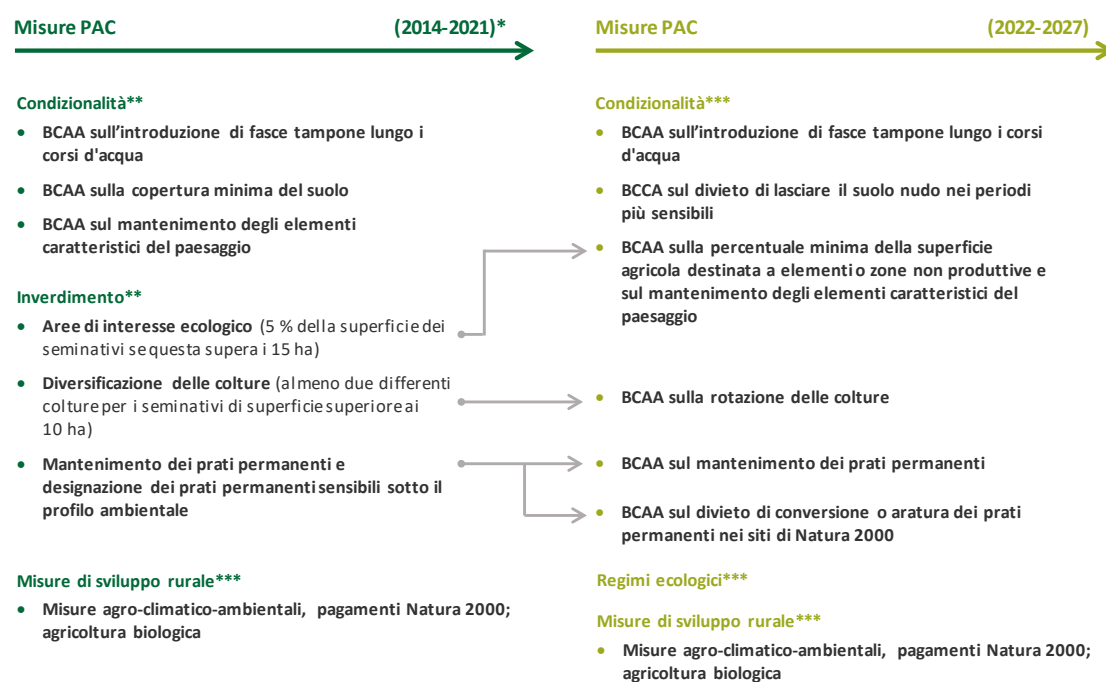 Misure PAC (2014-2021)*
Condizionalità**
• BCAA sull'introduzione di fasce tampone lungo i
corsi d'acqua
• BCAA sulla copertura minima del suolo
• BCAA sul mantenimento degli elementi
caratteristici del paesaggio
Inverdimento**
• Aree di interesse ecologico (5 % della superficie dei
seminativi se questa supera i 15 ha)
• Diversificazione delle colture (almeno due differenti
colture per i seminativi di superficie superiore ai
10 ha)
• Mantenimento dei prati permanenti e
designazione dei prati permanenti sensibili sotto il
profilo ambientale
Misure di sviluppo rurale***
• Misure agro-climatico-ambientali, pagamenti Natura 2000;
agricoltura biologica
Misure PAC (2022-2027)
Condizionalità***
• BCAA sull'introduzione di fasce tampone lungo i corsi
d'acqua
• BCCA sul divieto di lasciare il suolo nudo nei periodi
più sensibili
• BCAA sulla percentuale minima della superficie
agricola destinata a elementi o zone non produttive e
sul mantenimento degli elementi caratteristici del
paesaggio
• BCAA sulla rotazione delle colture
• BCAA sul mantenimento dei prati permanenti
• BCAA sul divieto di conversione o aratura dei prati
permanenti nei siti di Natura 2000
Regimi ecologici***
Misure di sviluppo rurale***
• Misure agro-climatico-ambientali, pagamenti Natura 2000;
agricoltura biologica